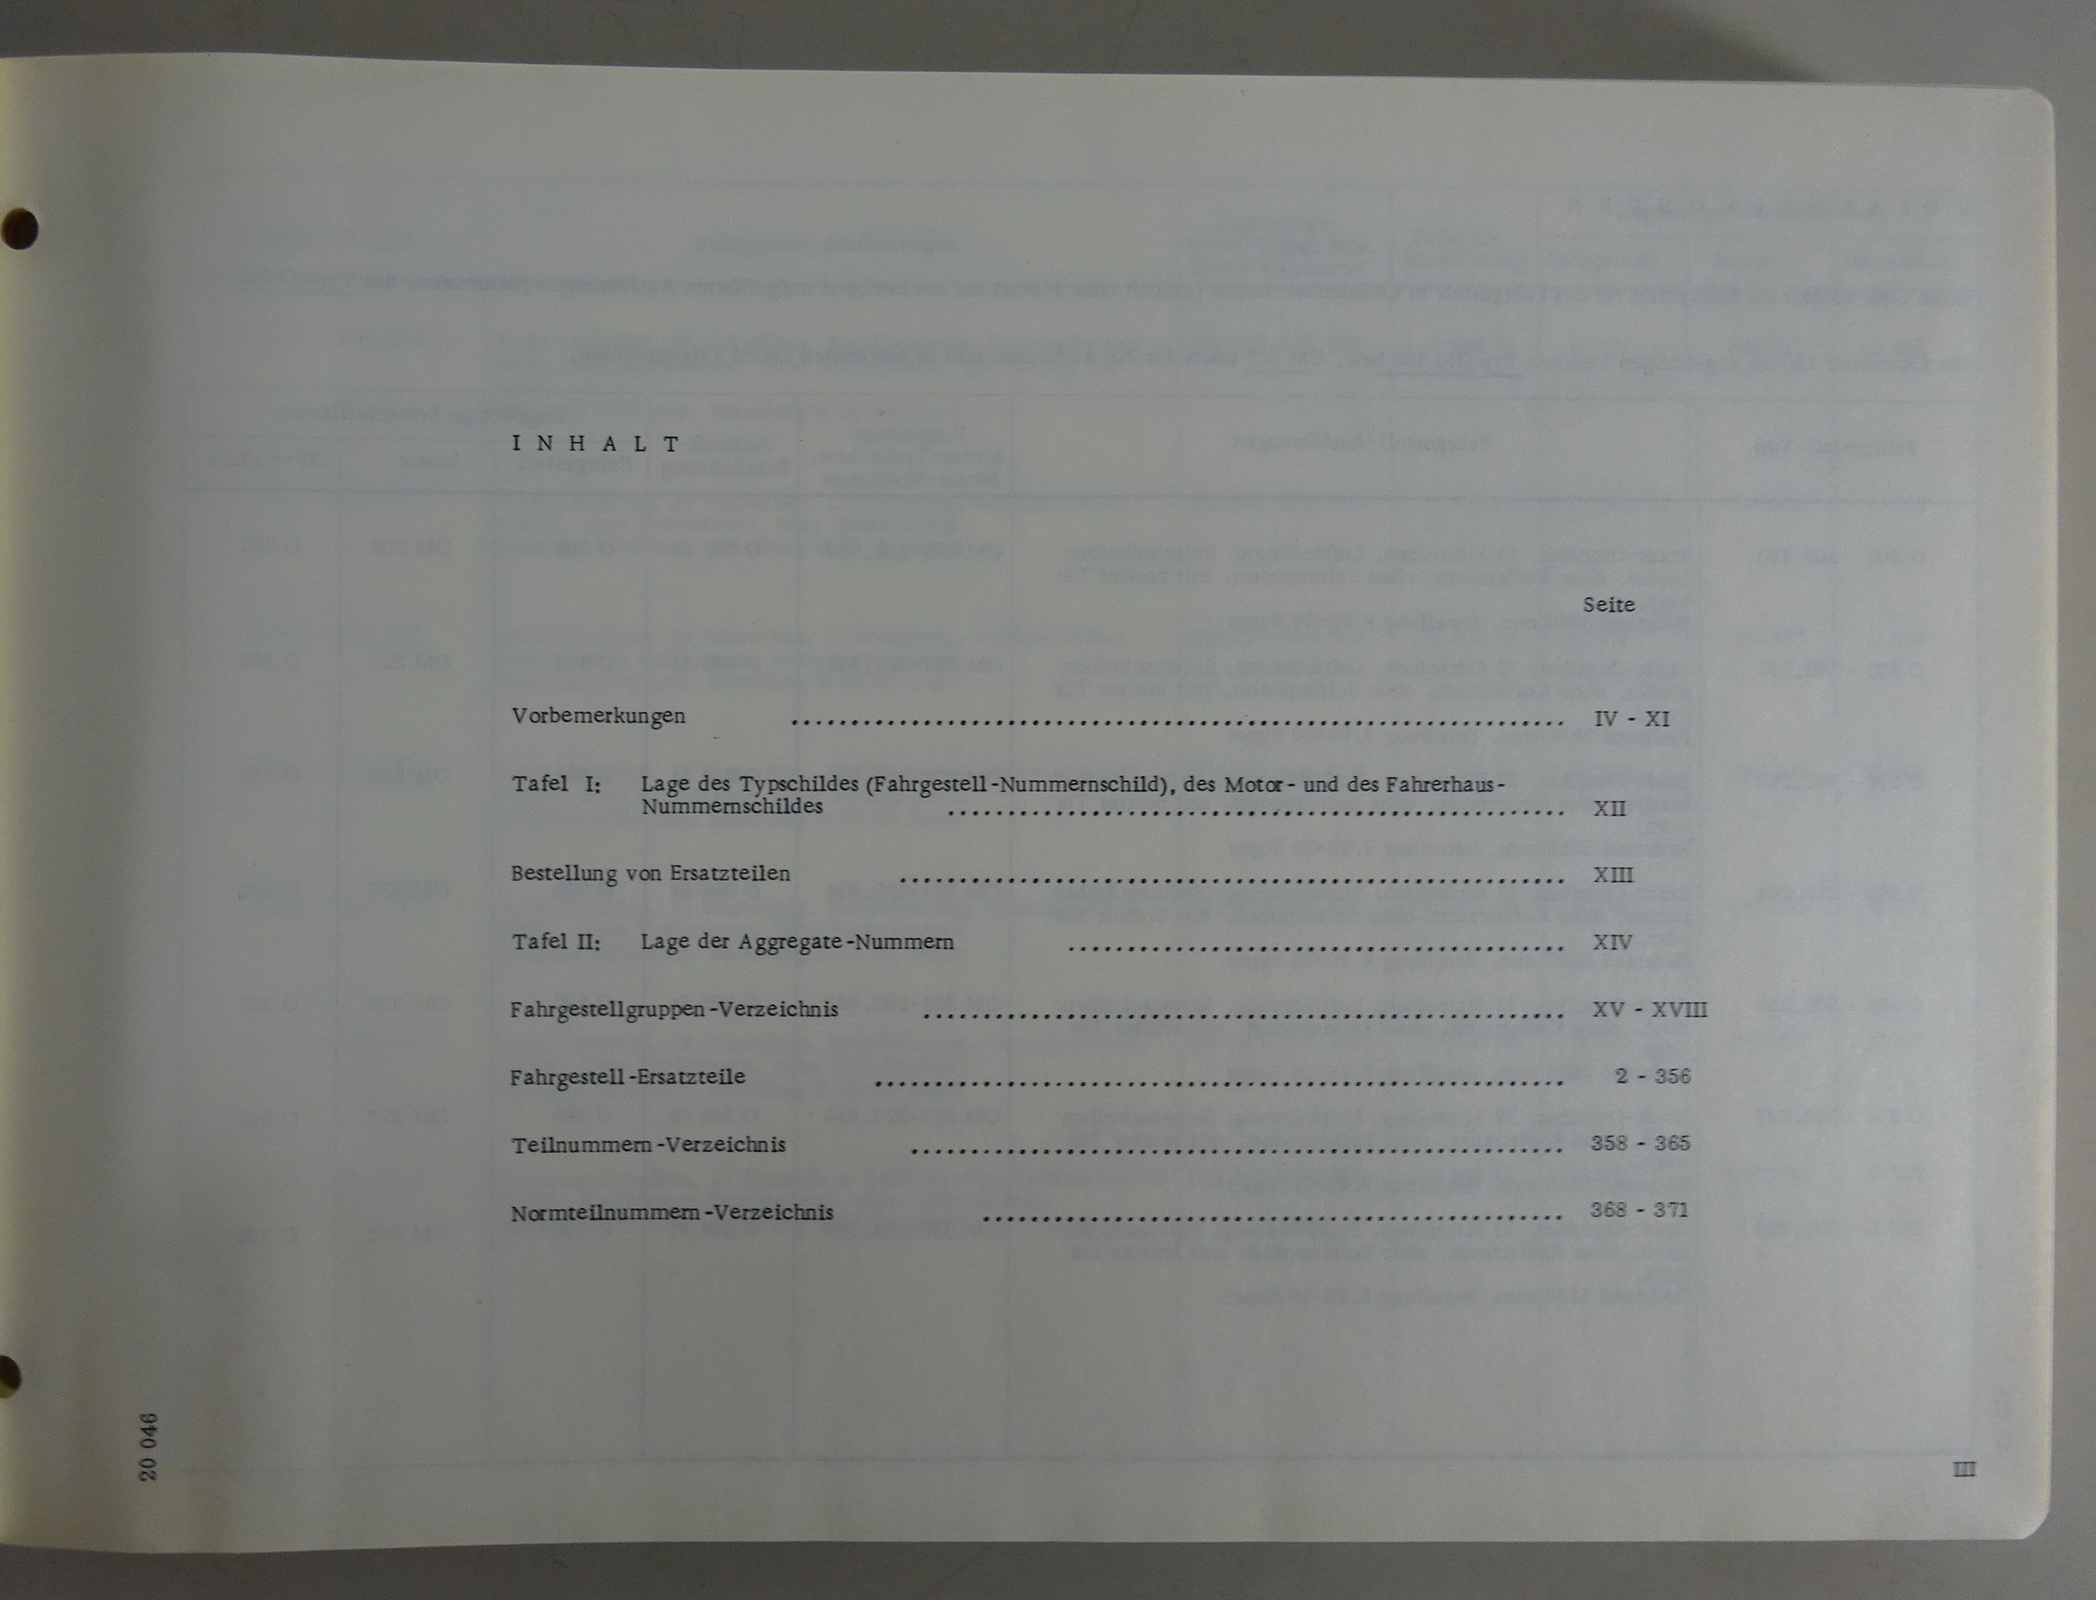 INHALT
Seite
Vorbemerkungen ........................................ IV - XI
Tafel I: Lage des Typschildes (Fahrgestell-Nummernschild), des Motor- und des Fahrerhaus-
Nummernschildes ........................................ XII
Bestellung von Ersatzteilen ........................................ XIII
Tafel II: Lage der Aggregate-Nummern ........................................ XIV
Fahrgestellgruppen-Verzeichnis ........................................ XV - XVIII
Fahrgestell-Ersatzteile ........................................ 2 - 356
Teilnummern-Verzeichnis ........................................ 358 - 365
Normteilnummern-Verzeichnis ........................................ 368 - 371
20 046
III